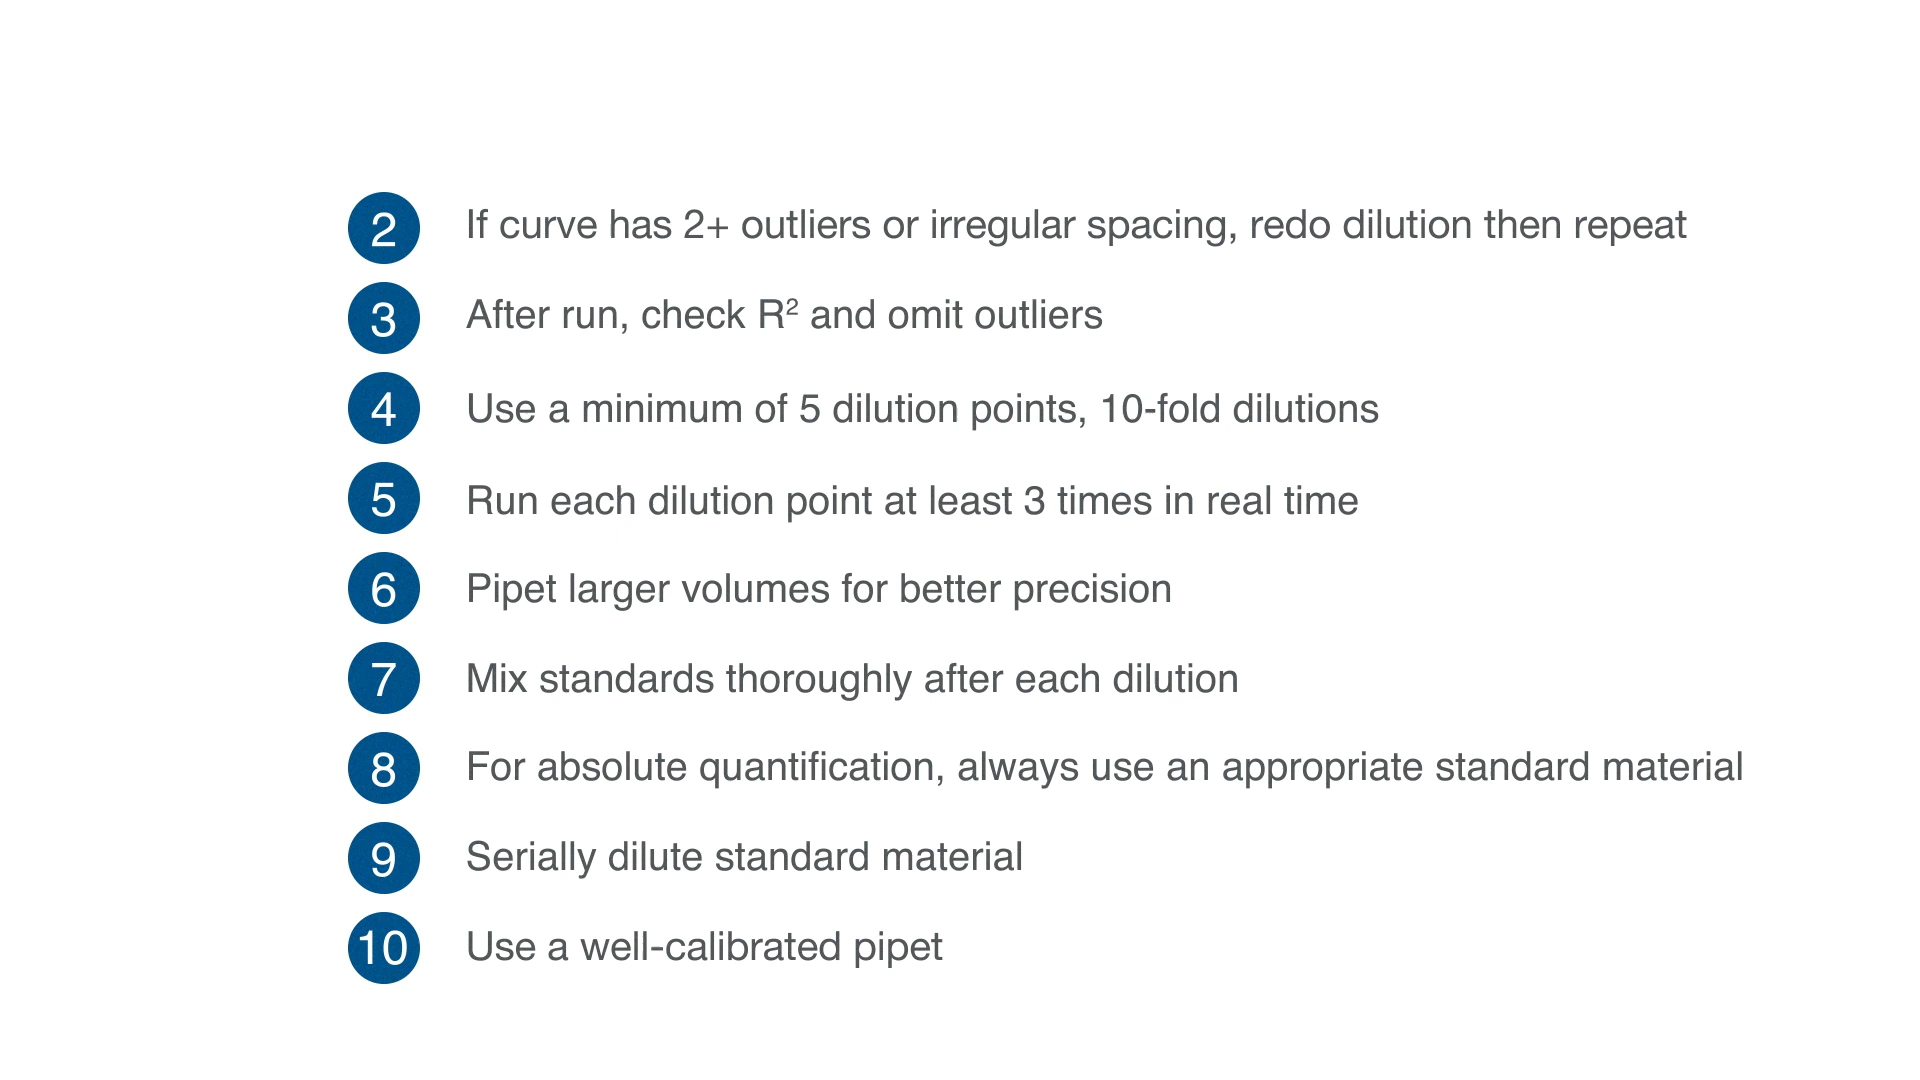 2 If curve has 2+ outliers or irregular spacing, redo dilution then repeat
3 After run, check R² and omit outliers
4 Use a minimum of 5 dilution points, 10-fold dilutions
5 Run each dilution point at least 3 times in real time
6 Pipet larger volumes for better precision
7 Mix standards thoroughly after each dilution
8 For absolute quantification, always use an appropriate standard material
9 Serially dilute standard material
10 Use a well-calibrated pipet